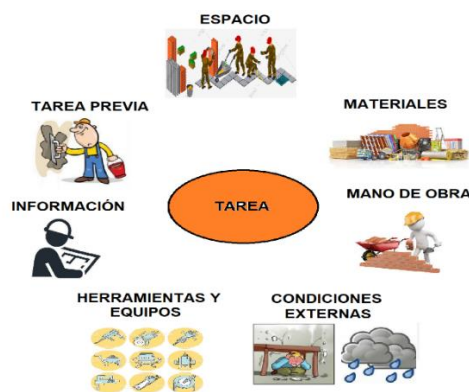 ESPACIO
TAREA PREVIA
MATERIALES
INFORMACIÓN
TAREA
MANO DE OBRA
HERRAMIENTAS Y
EQUIPOS
CONDICIONES
EXTERNAS